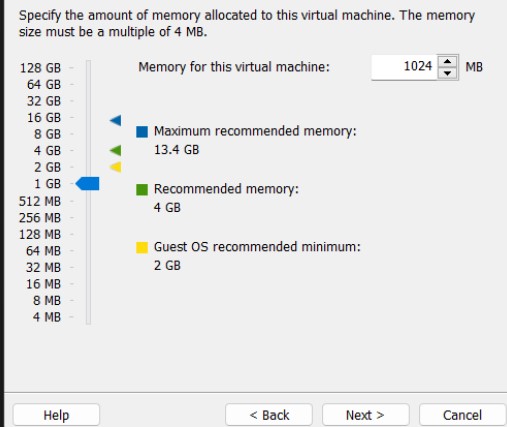 Specify the amount of memory allocated to this virtual machine. The memory
size must be a multiple of 4 MB.
Memory for this virtual machine: 1024 MB
128 GB
64 GB
32 GB
16 GB
8 GB
4 GB
2 GB
1 GB
512 MB
256 MB
128 MB
64 MB
32 MB
16 MB
8 MB
4 MB
Maximum recommended memory:
13.4 GB
Recommended memory:
4 GB
Guest OS recommended minimum:
2 GB
Help
< Back
Next >
Cancel